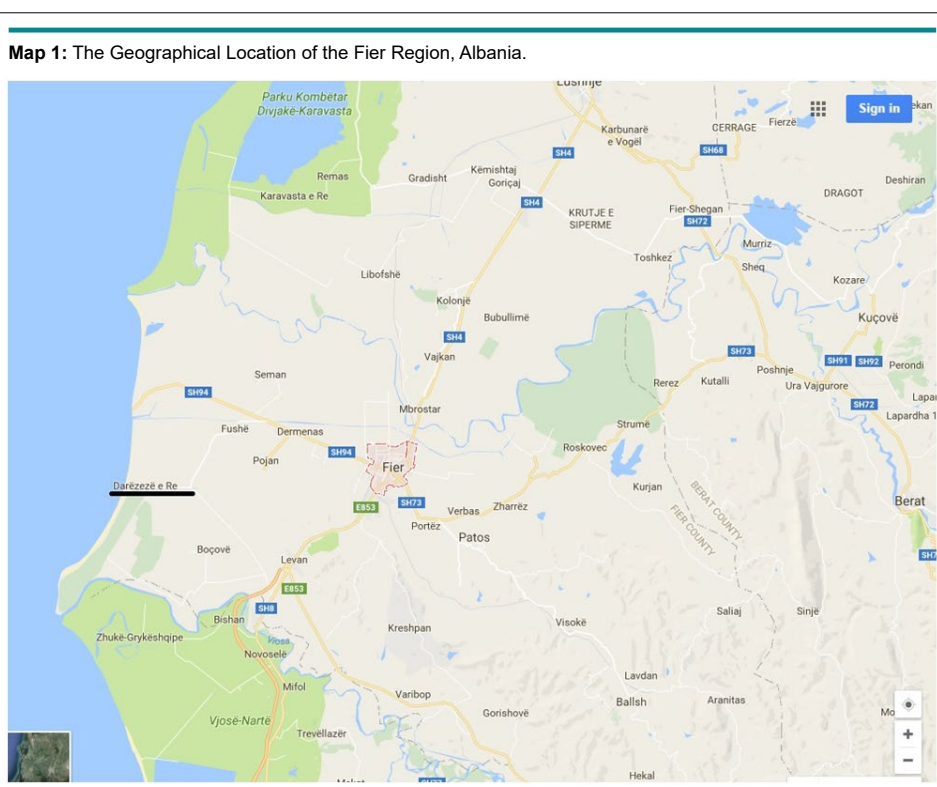 Map 1: The Geographical Location of the Fier Region, Albania.
Lushnje
Parku Kombëtar
Divjakë-Karavasta
Sign in
Fierzë
CERRAGE
Karbunarë
e Vogël
SH4
SH68
Remas
Gradisht
Këmishtaj
Goriçaj
Deshiran
Karavasta e Re
SH4
DRAGOT
KRUTJE E
SIPERME
Fier-Shegan
SH72
Murriz
Toshkez
Sheq
Libofshë
Kozare
Kolonjë
Bubullimë
Kuçovë
SH4
SH73
Vajkan
SH91
SH92
Perondi
Poshnje
Seman
Rerez
Kutalli
Ura Vajgurore
SH94
SH72
Mbrostar
Lapardha 1
Strumë
Fushë
Dermenas
SH94
Roskovec
Pojan
Fier
Darëzezë e Re
Kurjan
BERAT COUNTY
FIER COUNTY
Berat
E853
SH73
Verbas
Zharrëz
Portëz
Patos
Boçovë
Levan
E853
SH8
Bishan
Saliaj
Sinjë
Visokë
Kreshpan
Zhukë-Grykëshqipe
Vjosa
Novoselë
Lavdan
Mifol
Varibop
Ballsh
Aranitas
Gorishovë
Vjosë-Nartë
Trevëllazër
+
−
Hekal